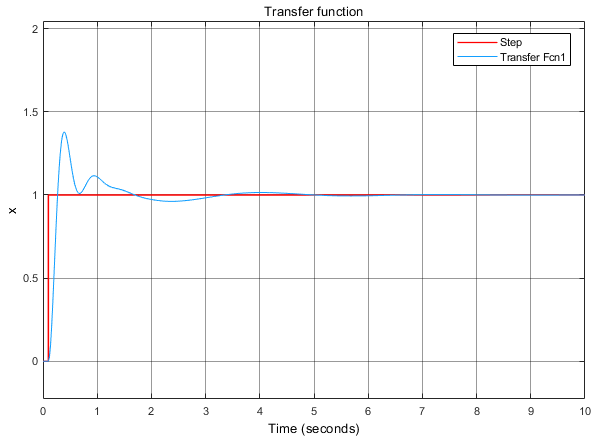 Transfer function
Step
Transfer Fcn1
2
1.5
1
0.5
0
x
0 1 2 3 4 5 6 7 8 9 10
Time (seconds)